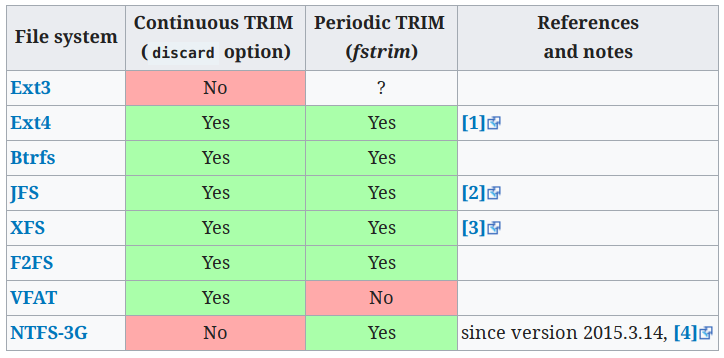 File system Continuous TRIM (discard option) Periodic TRIM (fstrim) References and notes
Ext3 No ?
Ext4 Yes Yes [1]
Btrfs Yes Yes
JFS Yes Yes [2]
XFS Yes Yes [3]
F2FS Yes Yes
VFAT Yes No
NTFS-3G No Yes since version 2015.3.14, [4]